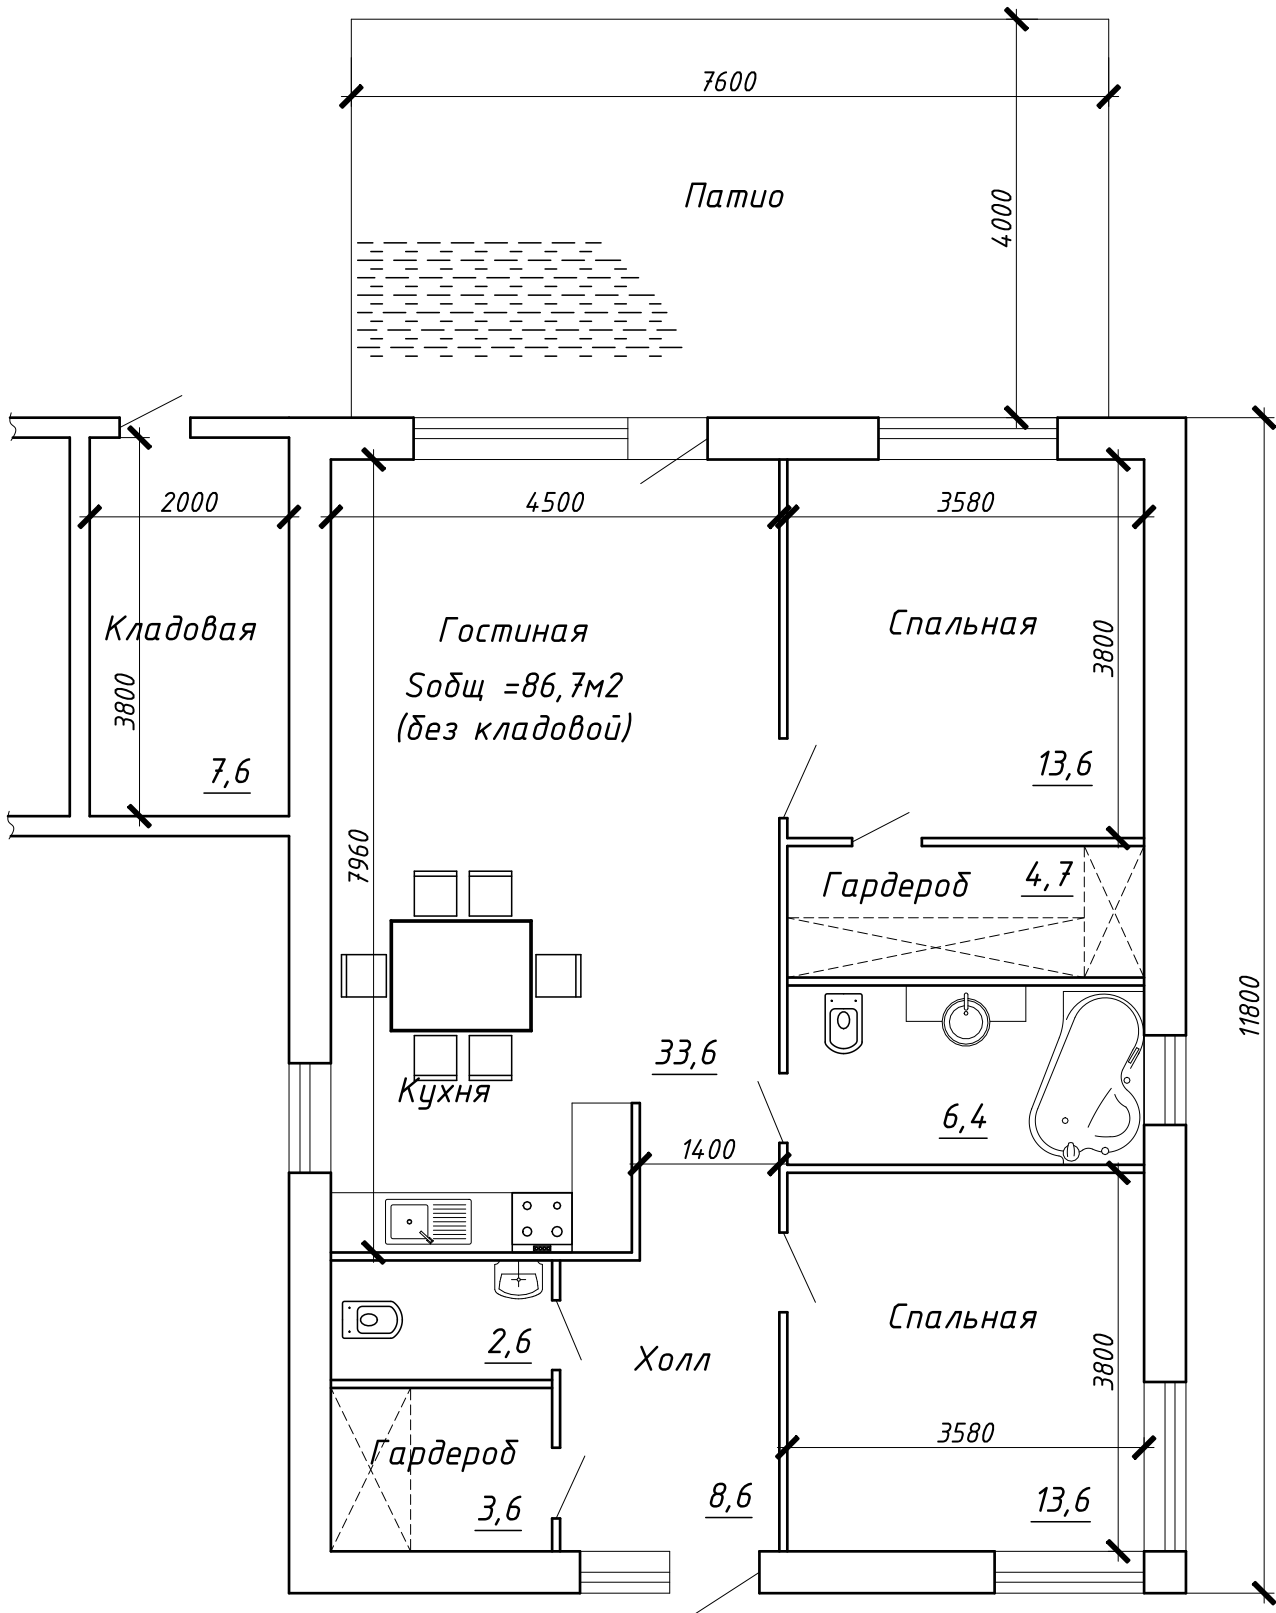 7600
Патио
4000
2000
4500
3580
Кладовая
Гостиная
Спальная
3800
3800
Sобщ =86,7м2
(без кладовой)
7,6
13,6
7960
Гардероб
4,7
11800
33,6
Кухня
6,4
1400
Спальная
2,6
Холл
3800
Гардероб
3580
3,6
8,6
13,6